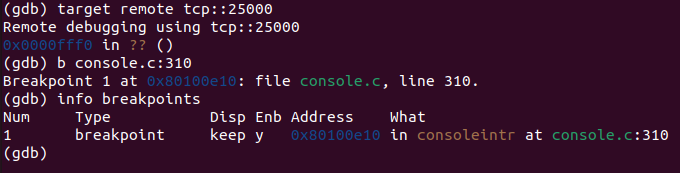 (gdb) target remote tcp::25000
Remote debugging using tcp::25000
0x0000fff0 in ?? ()
(gdb) b console.c:310
Breakpoint 1 at 0x80100e10: file console.c, line 310.
(gdb) info breakpoints
Num     Type           Disp Enb Address    What
1       breakpoint     keep y   0x80100e10 in consoleintr at console.c:310
(gdb)